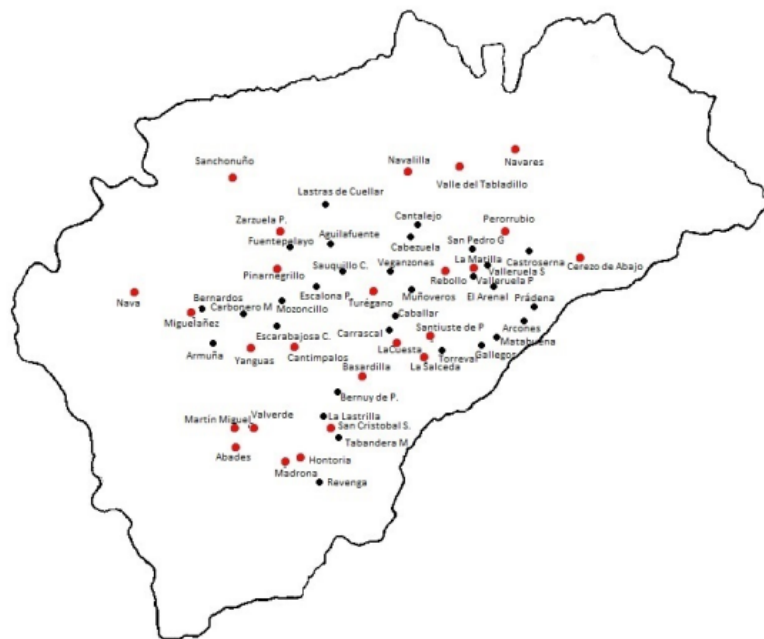 Navares
Sanchonuño
Navalilla
Valle del Tabladillo
Lastras de Cuellar
Zarzuela P.
Cantalejo
Perorrubio
Fuentepelayo
Aguilafuente
Cabezuela
San Pedro G
Castroserna
Cerezo de Abajo
Pinarnegrillo
Sauquillo C.
Veganzones
La Matilla
Rebollo
Valleruela S
Valleruela P
Nava
Bernardos
Escalona P.
Turégano
Muñoveros
El Arenal
Prádena
Miguelañez
Carbonero M
Mozoncillo
Caballar
Arcones
Armuña
Escarabajosa C.
Carrascal
Santiuste de P
Matabuena
Yanguas
Cantimpalos
LaCuesta
Torreval
Gallegos
La Salceda
Basardilla
Bernuy de P.
Martín Miguel
Valverde
La Lastrilla
San Cristobal S.
Tabandera M
Abades
Hontoria
Madrona
Revenga